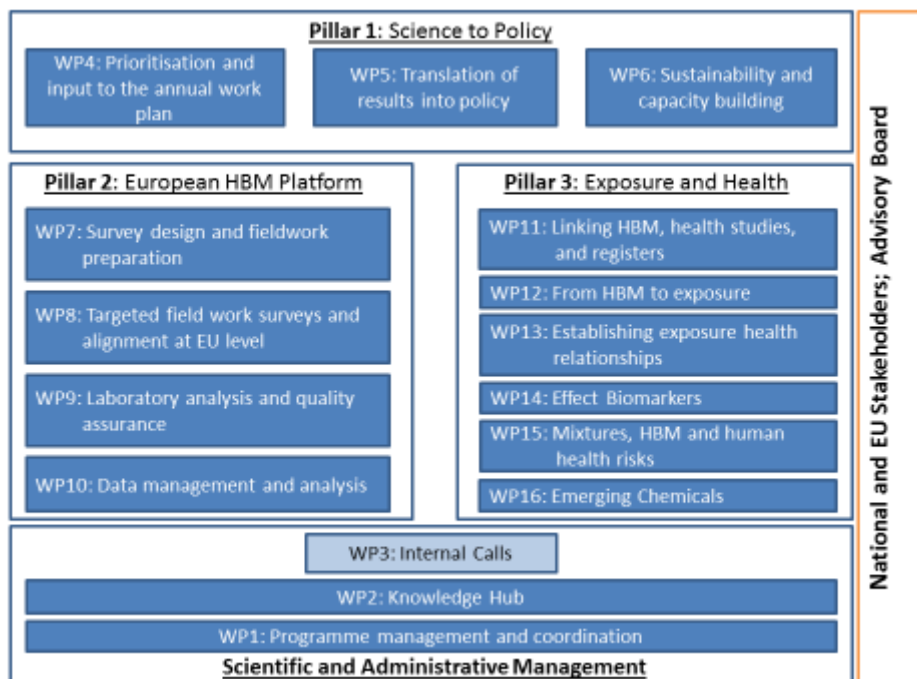 Pillar 1: Science to Policy
WP4: Prioritisation and
input to the annual work
plan
WP5: Translation of
results into policy
WP6: Sustainability and
capacity building
Pillar 2: European HBM Platform
WP7: Survey design and fieldwork
preparation
WP8: Targeted field work surveys and
alignment at EU level
WP9: Laboratory analysis and quality
assurance
WP10: Data management and analysis
Pillar 3: Exposure and Health
WP11: Linking HBM, health studies,
and registers
WP12: From HBM to exposure
WP13: Establishing exposure health
relationships
WP14: Effect Biomarkers
WP15: Mixtures, HBM and human
health risks
WP16: Emerging Chemicals
WP3: Internal Calls
WP2: Knowledge Hub
WP1: Programme management and coordination
Scientific and Administrative Management
National and EU Stakeholders; Advisory Board